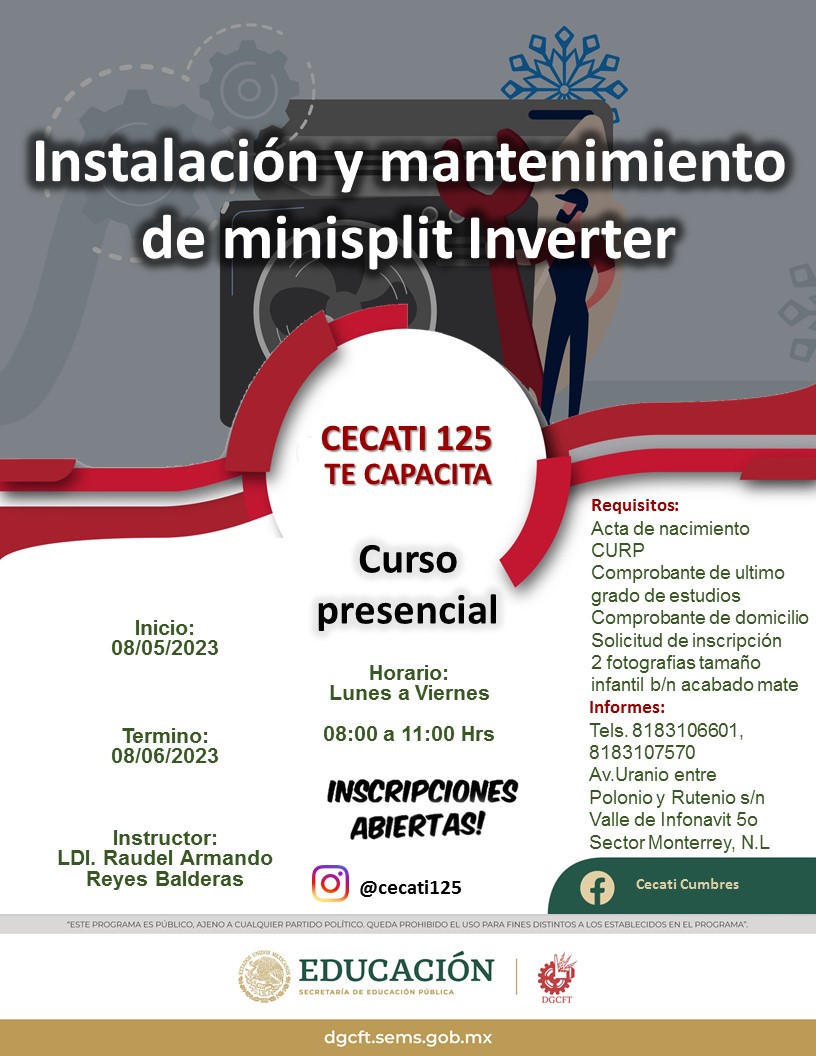 Instalación y mantenimiento
de minisplit Inverter
CECATI 125
TE CAPACITA
Curso
presencial
Inicio:
08/05/2023
Termino:
08/06/2023
Instructor:
LDI. Raudel Armando
Reyes Balderas
Horario:
Lunes a Viernes
08:00 a 11:00 Hrs
INSCRIPCIONES
ABIERTAS!
@cecati125
Requisitos:
Acta de nacimiento
CURP
Comprobante de ultimo
grado de estudios
Comprobante de domicilio
Solicitud de inscripción
2 fotografias tamaño
infantil b/n acabado mate
Informes:
Tels. 8183106601,
8183107570
Av.Uranio entre
Polonio y Rutenio s/n
Valle de Infonavit 5o
Sector Monterrey, N.L
Cecati Cumbres
“ESTE PROGRAMA ES PÚBLICO, AJENO A CUALQUIER PARTIDO POLÍTICO. QUEDA PROHIBIDO EL USO PARA FINES DISTINTOS A LOS ESTABLECIDOS EN EL PROGRAMA”.
ESTADOS UNIDOS MEXICANOS
EDUCACIÓN
SECRETARÍA DE EDUCACIÓN PÚBLICA
DGCFT
dgcft.sems.gob.mx